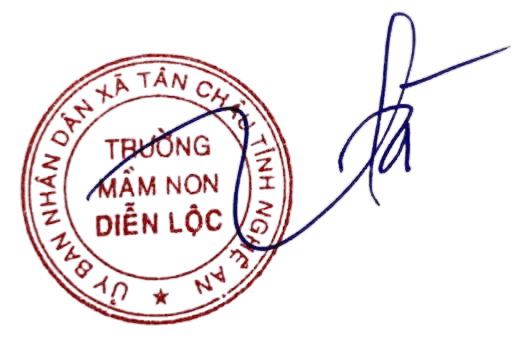 ỦY BAN NHÂN DÂN XÃ TÂN CHÂU TỈNH NGHỆ AN
TRƯỜNG
MẦM NON
DIỄN LỘC